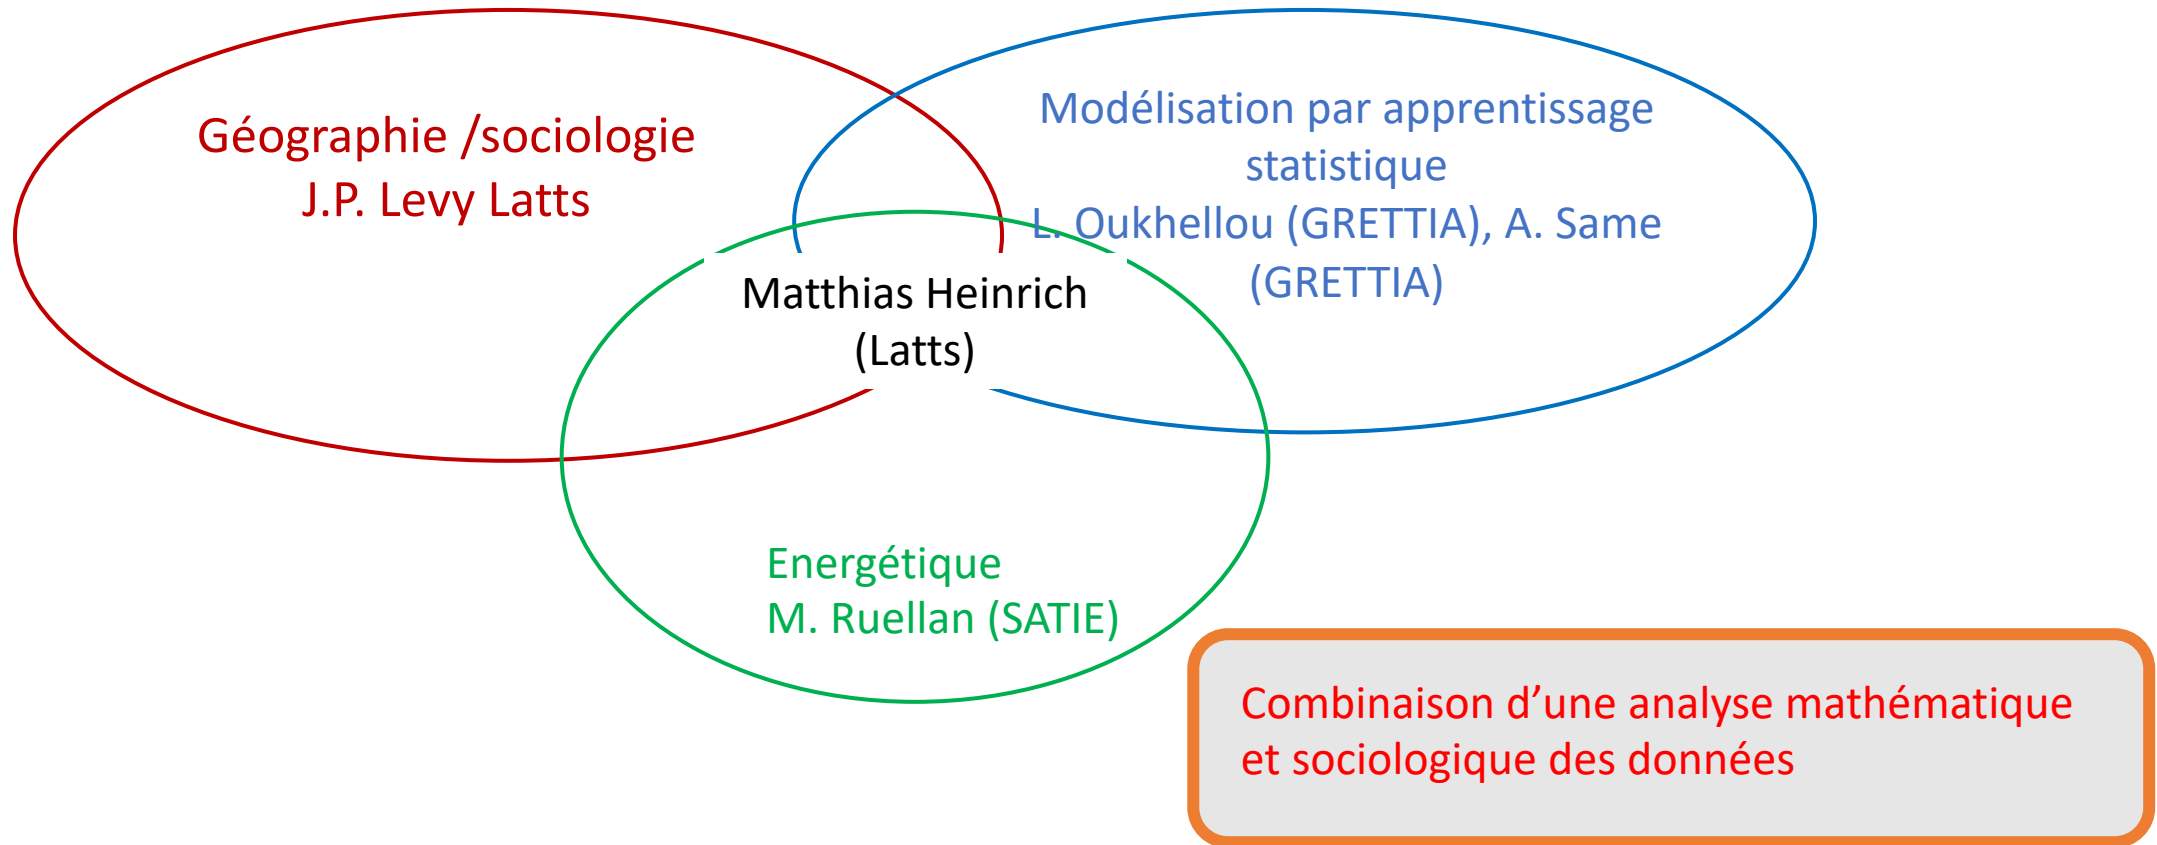 Géographie /sociologie
J.P. Levy Latts
Modélisation par apprentissage
statistique
L. Oukhellou (GRETTIA), A. Same
(GRETTIA)
Matthias Heinrich
(Latts)
Energétique
M. Ruellan (SATIE)
Combinaison d’une analyse mathématique
et sociologique des données